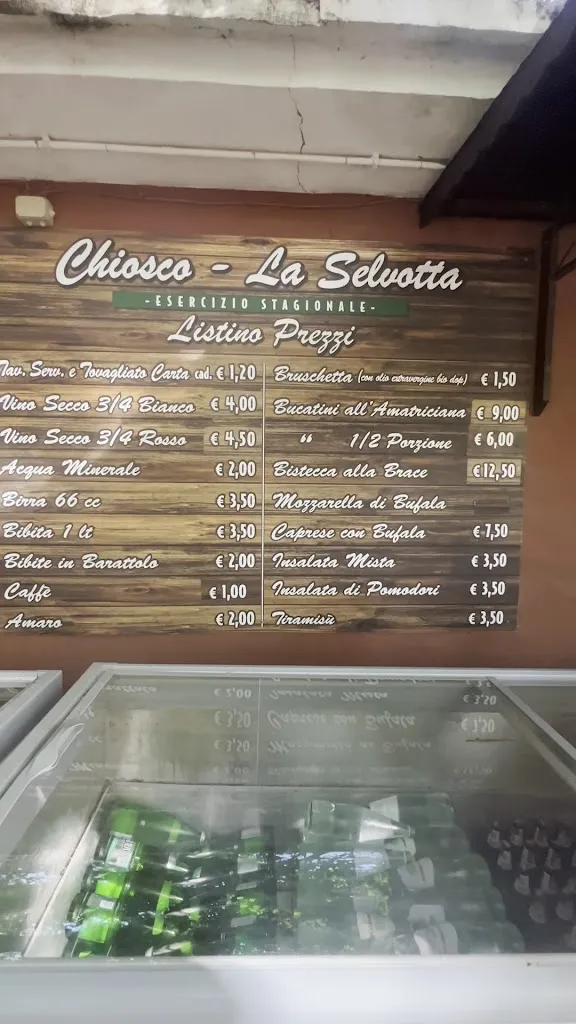 Chiosco - La Selvotta
- ESERCIZIO STAGIONALE -
Listino Prezzi
Tav. Serv. e Tovagliato Carta cad. € 1,20
Vino Secco 3/4 Bianco € 4,00
Vino Secco 3/4 Rosso € 4,50
Acqua Minerale € 2,00
Birra 66 cc € 3,50
Bibita 1 lt € 3,50
Bibite in Barattolo € 2,00
Caffè € 1,00
Amaro € 2,00
Bruschetta (con olio extravergine bio dop) € 1,50
Bucatini all'Amatriciana € 9,00
“ 1/2 Porzione € 6,00
Bistecca alla Brace € 12,50
Mozzarella di Bufala
Caprese con Bufala € 7,50
Insalata Mista € 3,50
Insalata di Pomodori € 3,50
Tiramisù € 3,50